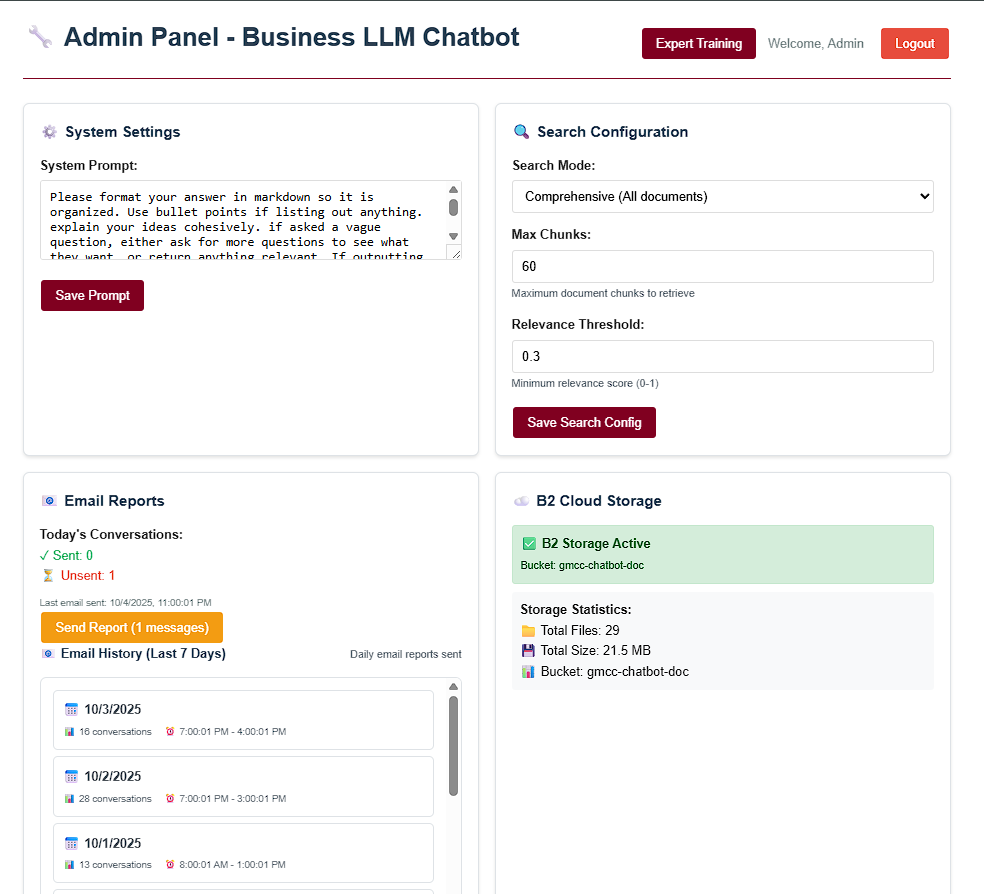 Admin Panel - Business LLM Chatbot
Expert Training
Welcome, Admin
Logout
System Settings
System Prompt:
Please format your answer in markdown so it is
organized. Use bullet points if listing out anything.
explain your ideas cohesively. if asked a vague
question, either ask for more questions to see what
they want, or return anything relevant. If outputting
Save Prompt
Search Configuration
Search Mode:
Comprehensive (All documents)
Max Chunks:
60
Maximum document chunks to retrieve
Relevance Threshold:
0.3
Minimum relevance score (0-1)
Save Search Config
Email Reports
Today's Conversations:
✓ Sent: 0
Unsent: 1
Last email sent: 10/4/2025, 11:00:01 PM
Send Report (1 messages)
Email History (Last 7 Days)
Daily email reports sent
10/3/2025
16 conversations 7:00:01 PM - 4:00:01 PM
10/2/2025
28 conversations 7:00:01 PM - 3:00:01 PM
10/1/2025
13 conversations 8:00:01 AM - 1:00:01 PM
B2 Cloud Storage
B2 Storage Active
Bucket: gmcc-chatbot-doc
Storage Statistics:
Total Files: 29
Total Size: 21.5 MB
Bucket: gmcc-chatbot-doc